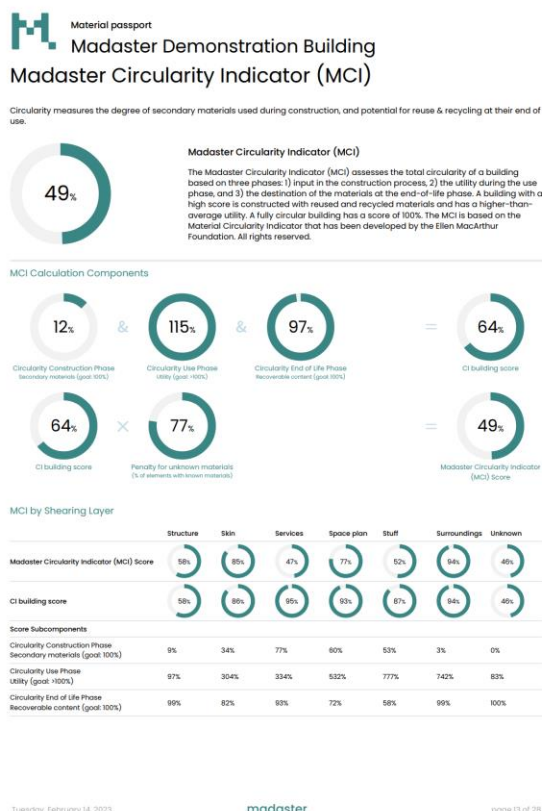 Material passport
Madaster Demonstration Building
Madaster Circularity Indicator (MCI)
Circularity measures the degree of secondary materials used during construction, and potential for reuse & recycling at their end of
use.
49%
Madaster Circularity Indicator (MCI)
The Madaster Circularity Indicator (MCI) assesses the total circularity of a building
based on three phases: 1) input in the construction process, 2) the utility during the use
phase, and 3) the destination of the materials at the end-of-life phase. A building with a
high score is constructed with reused and recycled materials and has a higher-than-
average utility. A fully circular building has a score of 100%. The MCI is based on the
Material Circularity Indicator that has been developed by the Ellen MacArthur
Foundation. All rights reserved.
MCI Calculation Components
12% & 115% & 97% = 64%
Circularity Construction Phase Circularity Use Phase Circularity End of Life Phase CI building score
Secondary materials (goal: 100%) Utility (goal: >100%) Recoverable content (goal: 100%)
64% × 77% = 49%
CI building score Penalty for unknown materials Madaster Circularity Indicator
(% of elements with known materials) (MCI) Score
MCI by Shearing Layer
Structure Skin Services Space plan Stuff Surroundings Unknown
Madaster Circularity Indicator (MCI) Score 58% 85% 47% 77% 52% 94% 46%
CI building score 58% 86% 95% 93% 87% 94% 46%
Score Subcomponents
Circularity Construction Phase
Secondary materials (goal: 100%) 9% 34% 77% 60% 53% 3% 0%
Circularity Use Phase
Utility (goal: >100%) 97% 304% 334% 532% 777% 742% 83%
Circularity End of Life Phase
Recoverable content (goal: 100%) 99% 82% 93% 72% 58% 99% 100%
Tuesday, February 14, 2023 madaster page 13 of 28